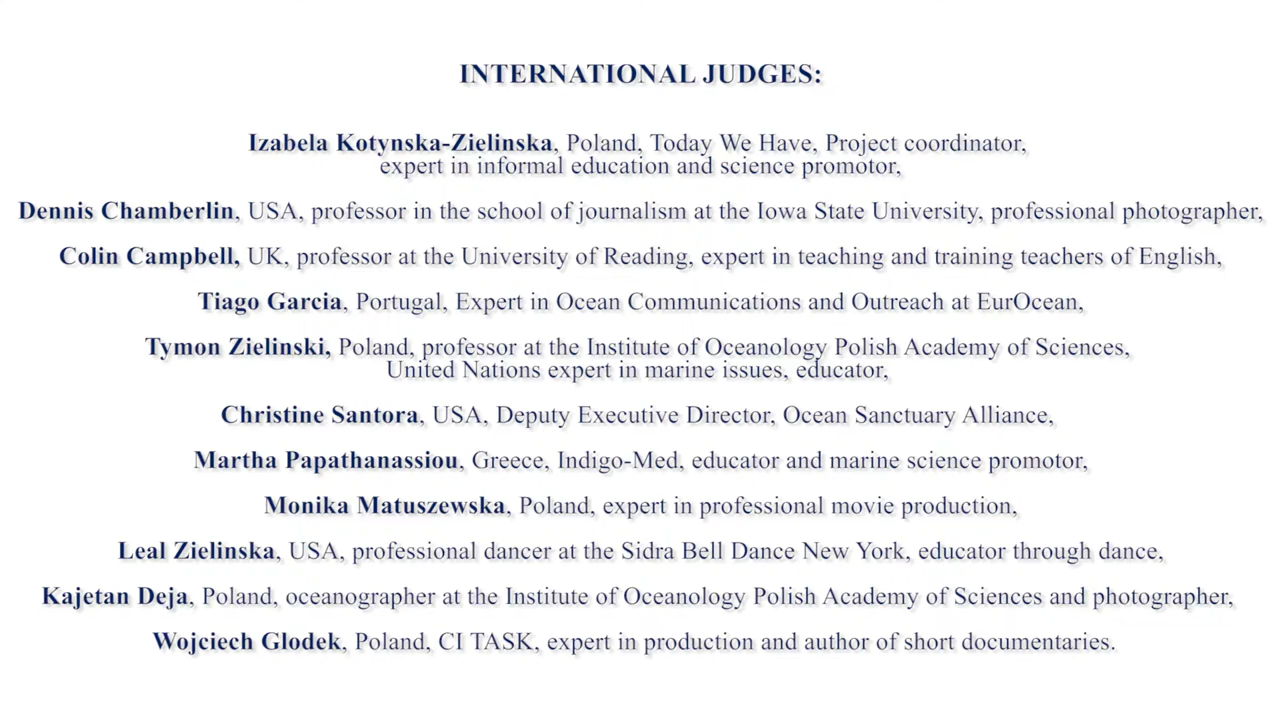 INTERNATIONAL JUDGES:
Izabela Kotynska-Zielinska, Poland, Today We Have, Project coordinator,
expert in informal education and science promotor,
Dennis Chamberlin, USA, professor in the school of journalism at the Iowa State University, professional photographer,
Colin Campbell, UK, professor at the University of Reading, expert in teaching and training teachers of English,
Tiago Garcia, Portugal, Expert in Ocean Communications and Outreach at EurOcean,
Tymon Zielinski, Poland, professor at the Institute of Oceanology Polish Academy of Sciences,
United Nations expert in marine issues, educator,
Christine Santora, USA, Deputy Executive Director, Ocean Sanctuary Alliance,
Martha Papathanassiou, Greece, Indigo-Med, educator and marine science promotor,
Monika Matuszewska, Poland, expert in professional movie production,
Leal Zielinska, USA, professional dancer at the Sidra Bell Dance New York, educator through dance,
Kajetan Deja, Poland, oceanographer at the Institute of Oceanology Polish Academy of Sciences and photographer,
Wojciech Glodek, Poland, CI TASK, expert in production and author of short documentaries.